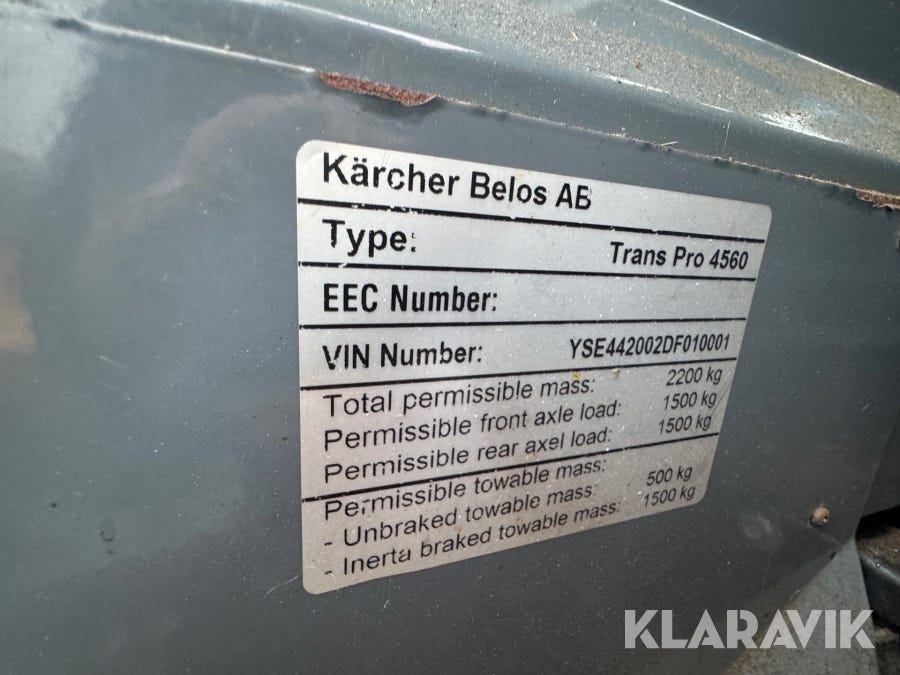 Kärcher Belos AB
Type: Trans Pro 4560
EEC Number:
VIN Number: YSE442002DF010001
Total permissible mass: 2200 kg
Permissible front axle load: 1500 kg
Permissible rear axel load: 1500 kg
Permissible towable mass:
- Unbraked towable mass: 500 kg
- Inerta braked towable mass: 1500 kg
KLARAVIK